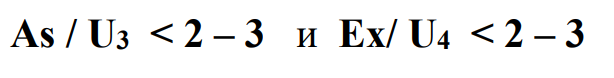 As / U₃ < 2 – 3 и Ex/ U₄ < 2 – 3